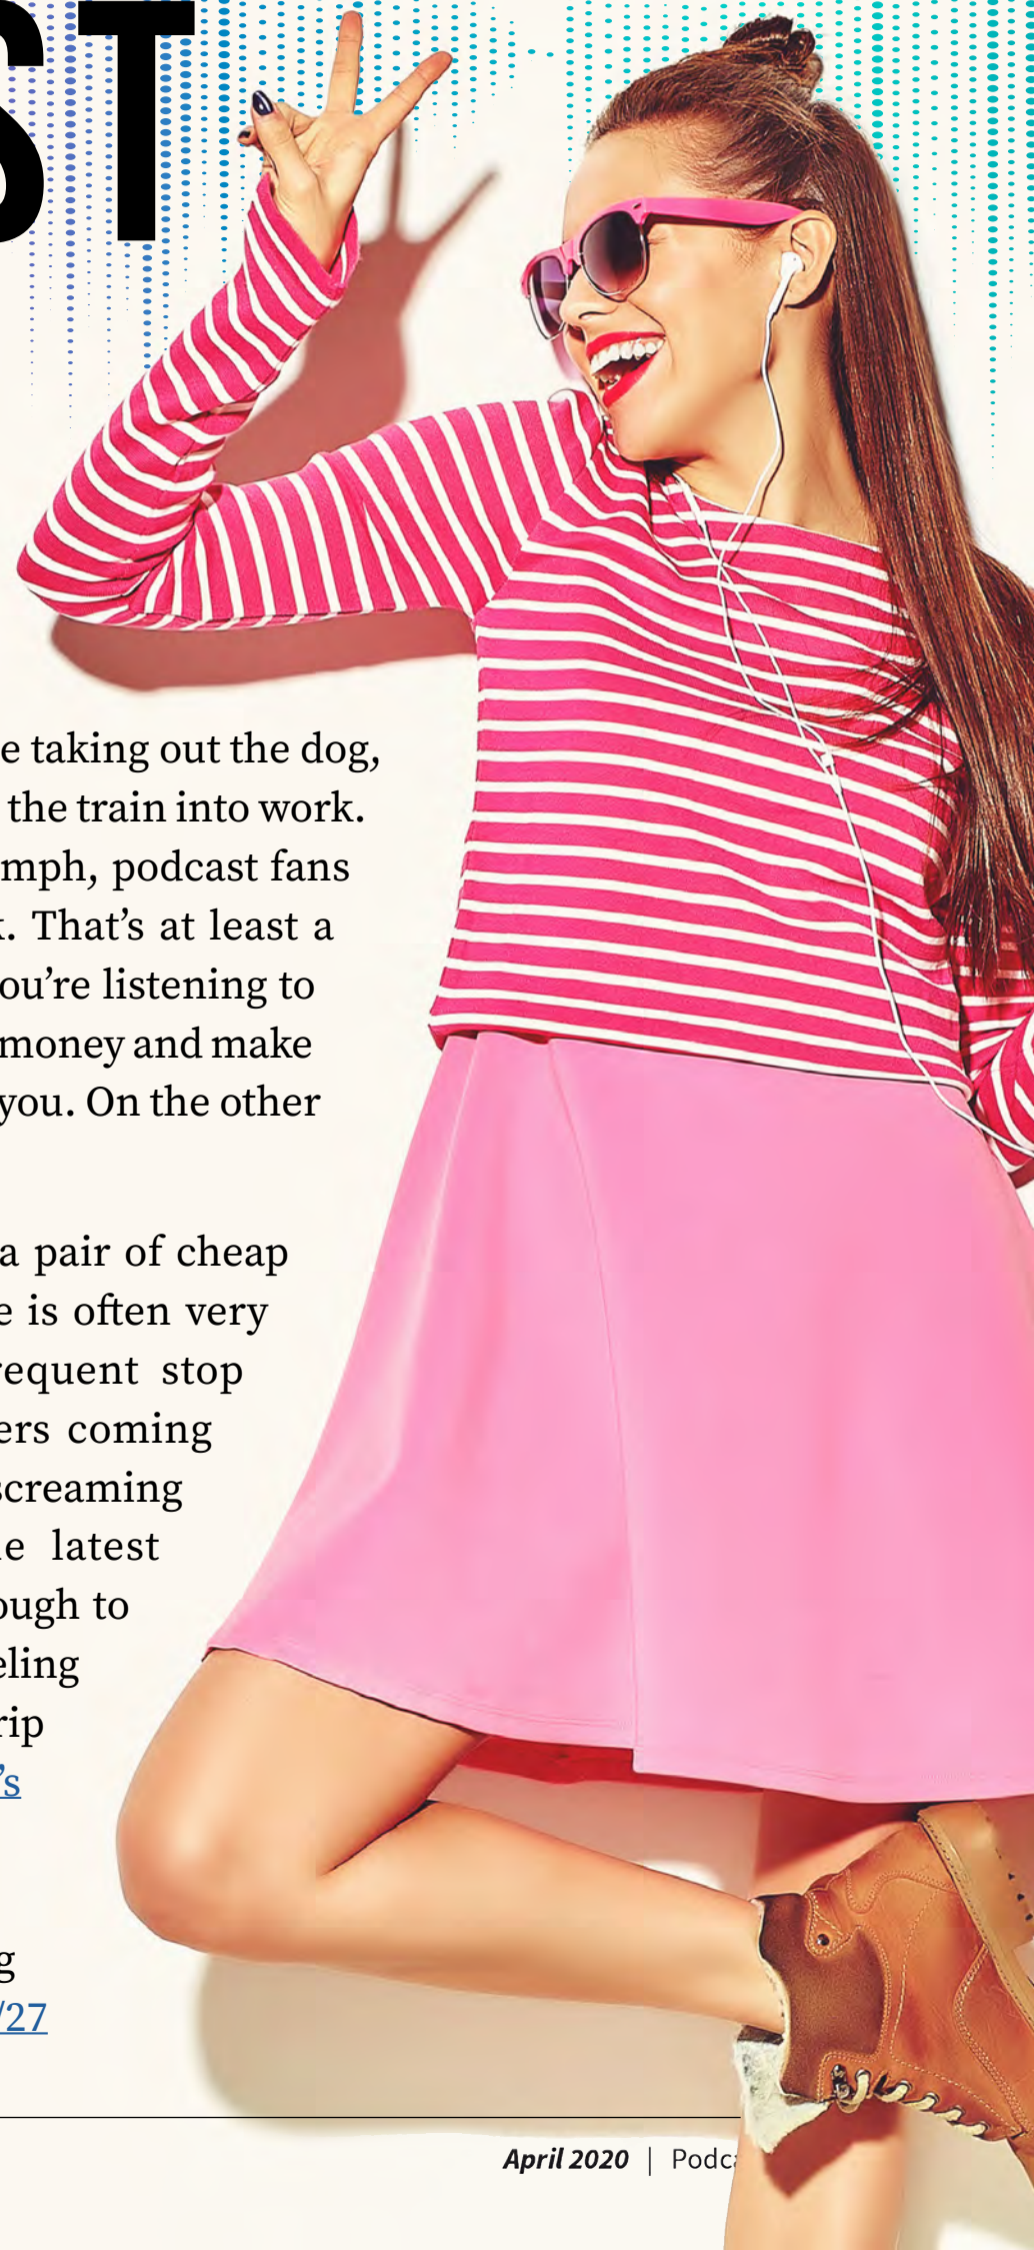 ST
e taking out the dog,
the train into work.
mph, podcast fans
k. That's at least a
ou're listening to
money and make
you. On the other
a pair of cheap
e is often very
requent stop
ers coming
screaming
e latest
ough to
eling
rip
's
g
/27
April 2020 | Podca